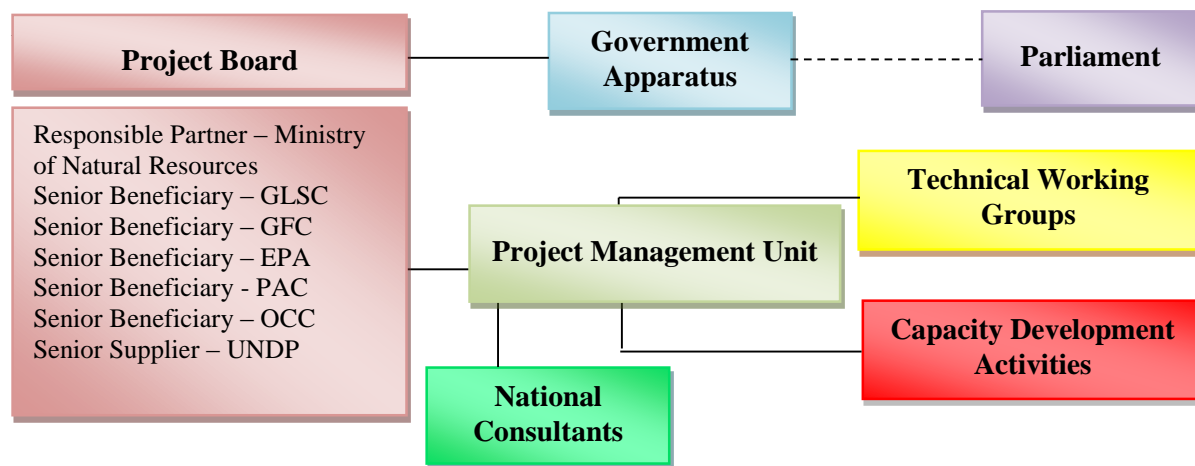 Project Board
Government
Apparatus
Parliament
Responsible Partner – Ministry
of Natural Resources
Senior Beneficiary – GLSC
Senior Beneficiary – GFC
Senior Beneficiary – EPA
Senior Beneficiary - PAC
Senior Beneficiary – OCC
Senior Supplier – UNDP
Technical Working
Groups
Project Management Unit
Capacity Development
Activities
National
Consultants